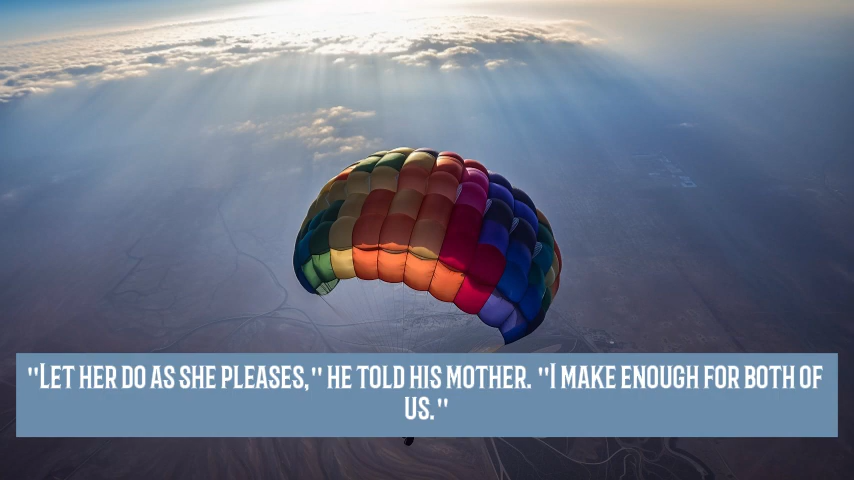 "Let her do as she pleases," he told his mother. "I make enough for both of
us."